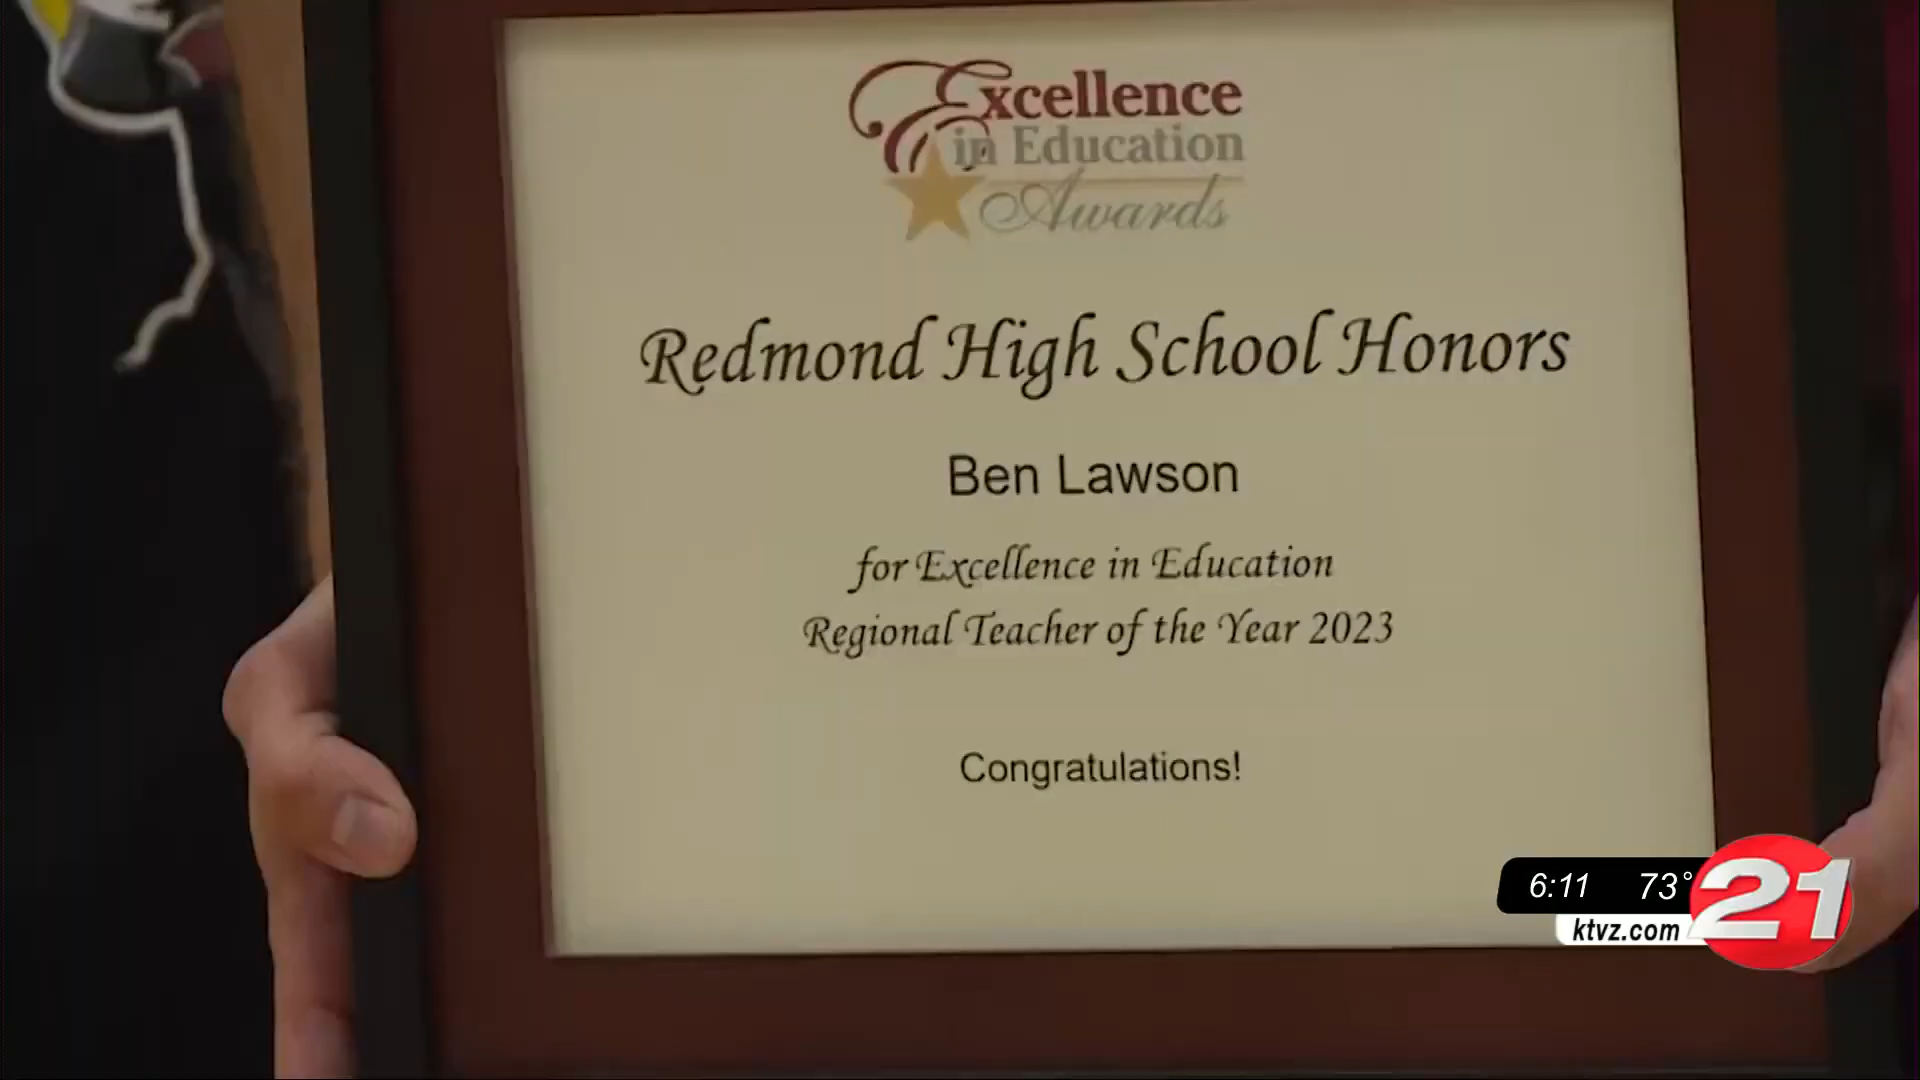 Excellence
in Education
Awards
Redmond High School Honors
Ben Lawson
for Excellence in Education
Regional Teacher of the Year 2023
Congratulations!
6:11 73°
21
ktvz.com